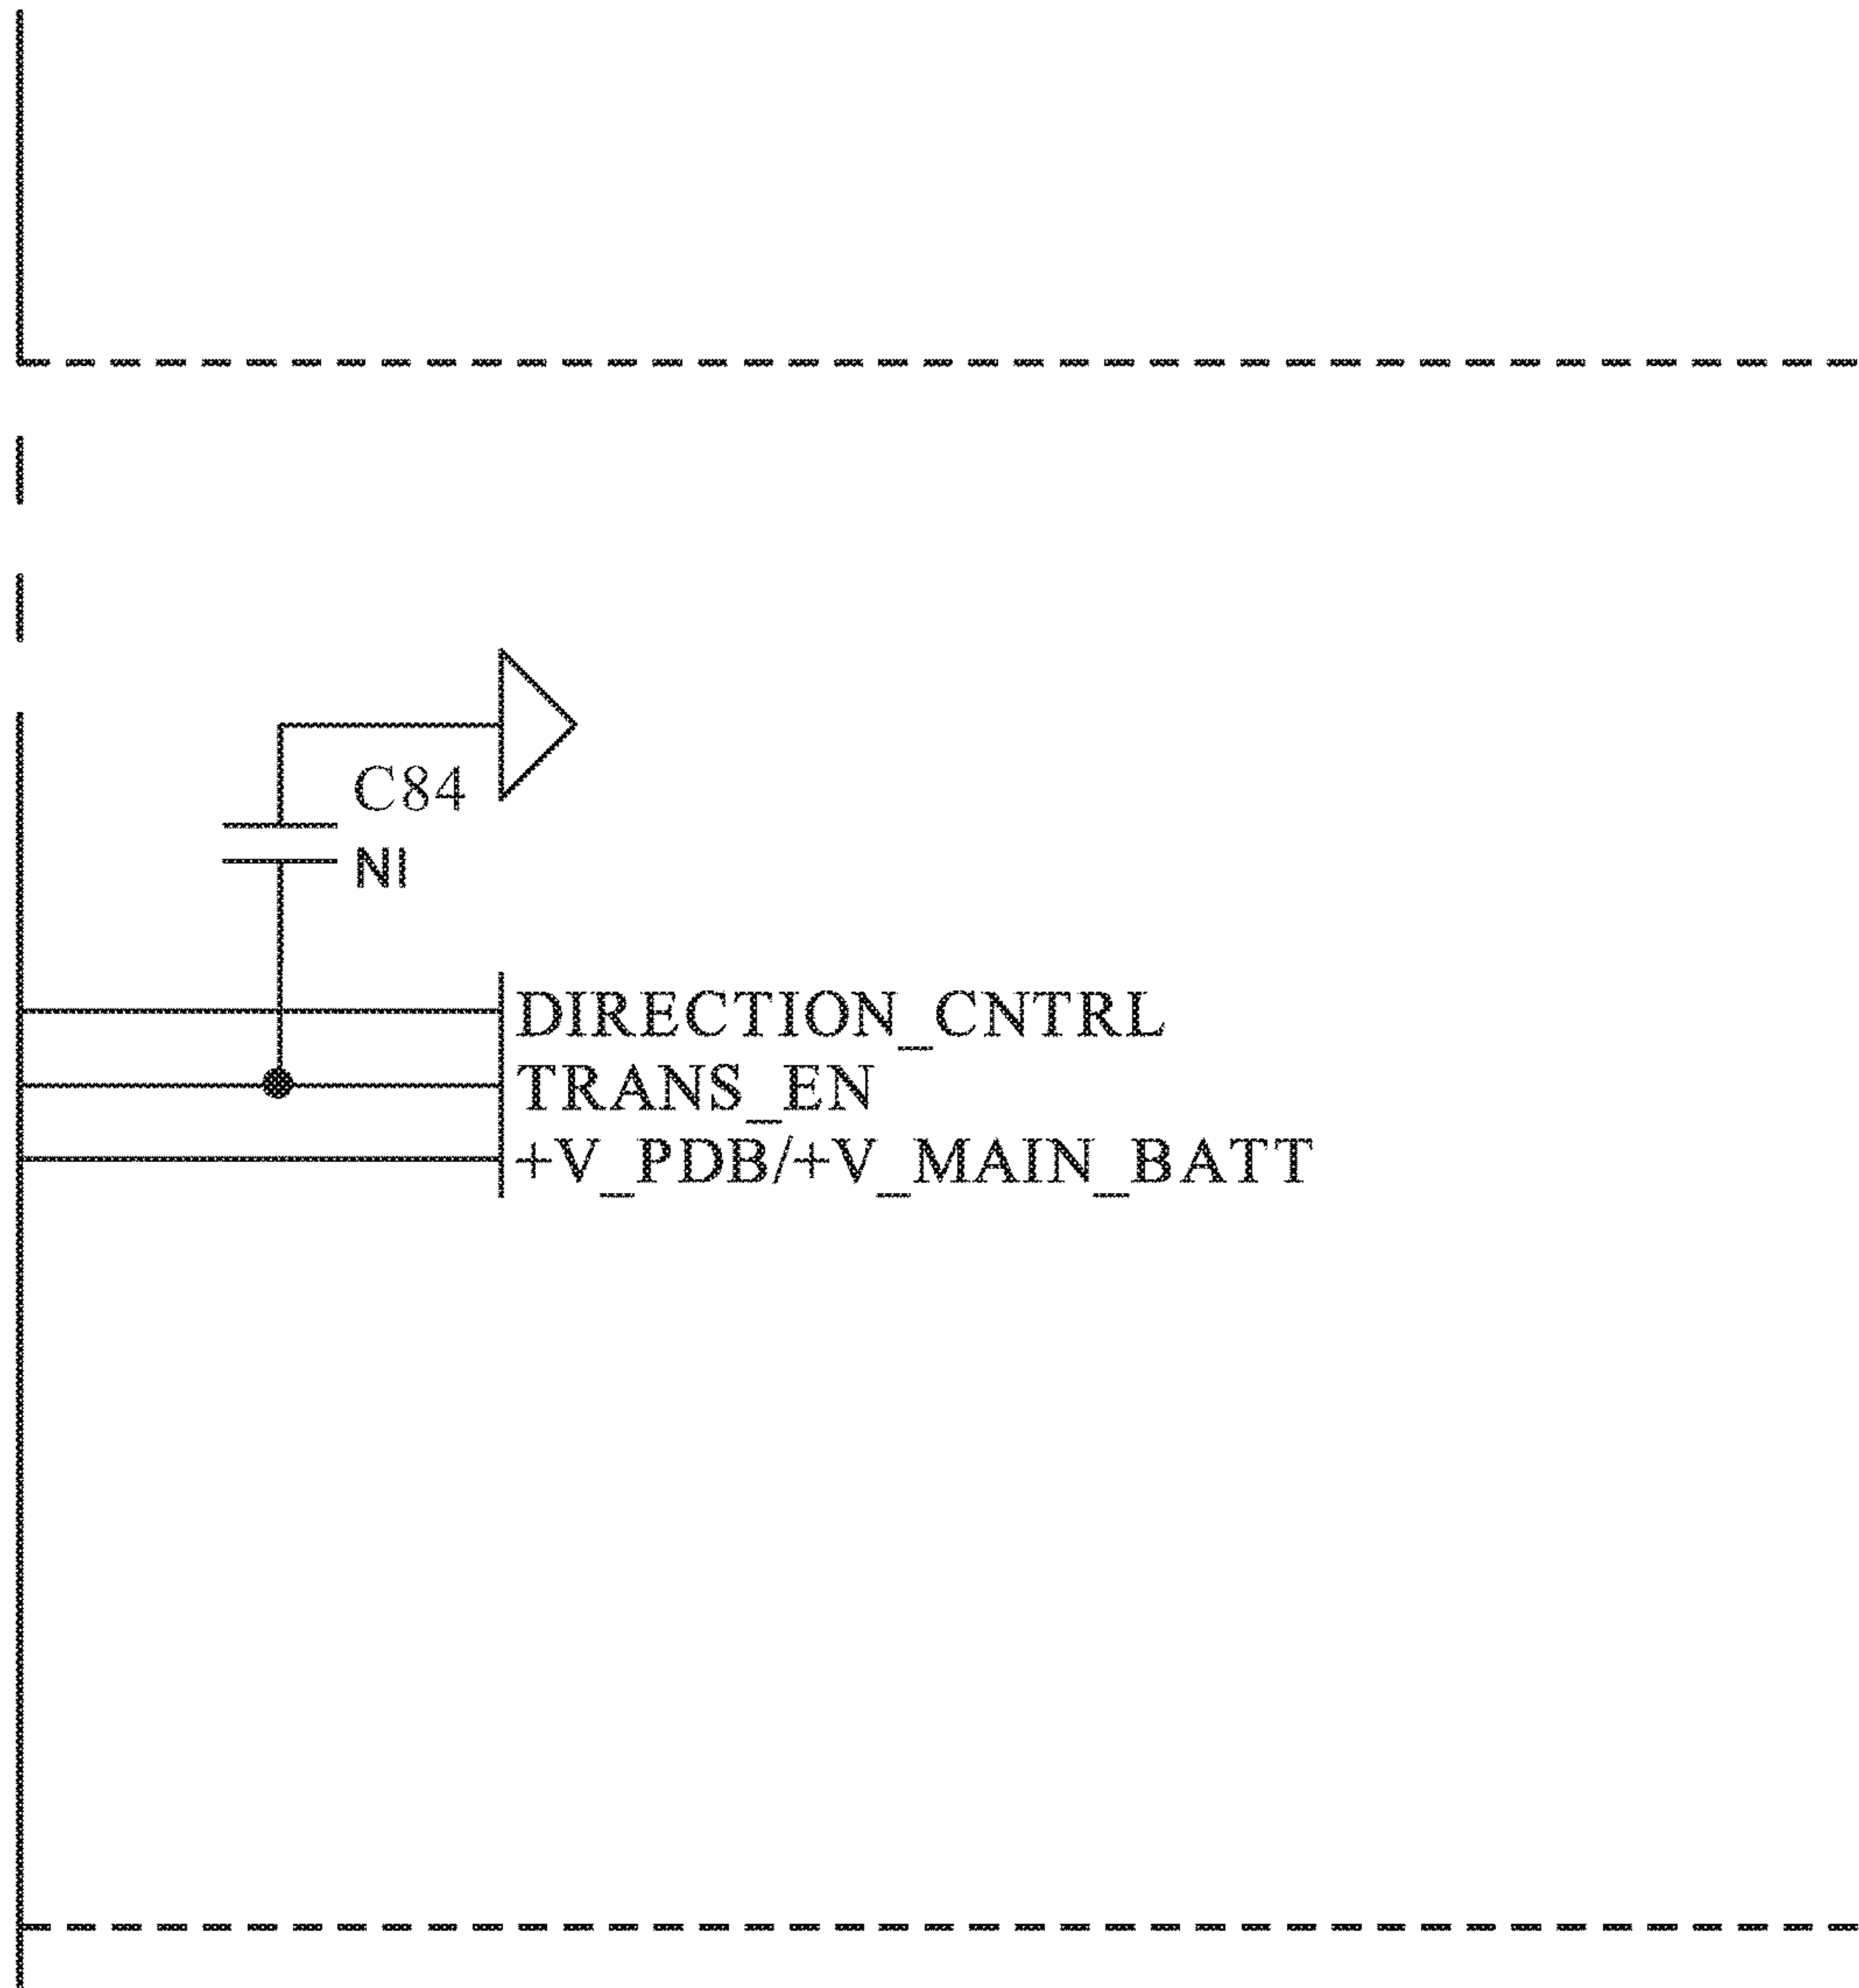 C84
NI
DIRECTION_CNTRL
TRANS_EN
+V_PDB/+V_MAIN_BATT